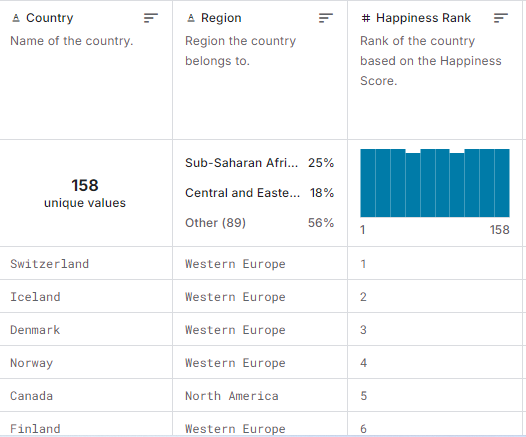 Country
Region
# Happiness Rank
Name of the country.
Region the country
belongs to.
Rank of the country
based on the Happiness
Score.
158
unique values
Sub-Saharan Afri... 25%
Central and Easte... 18%
Other (89) 56%
1 158
Switzerland Western Europe 1
Iceland Western Europe 2
Denmark Western Europe 3
Norway Western Europe 4
Canada North America 5
Finland Western Europe 6